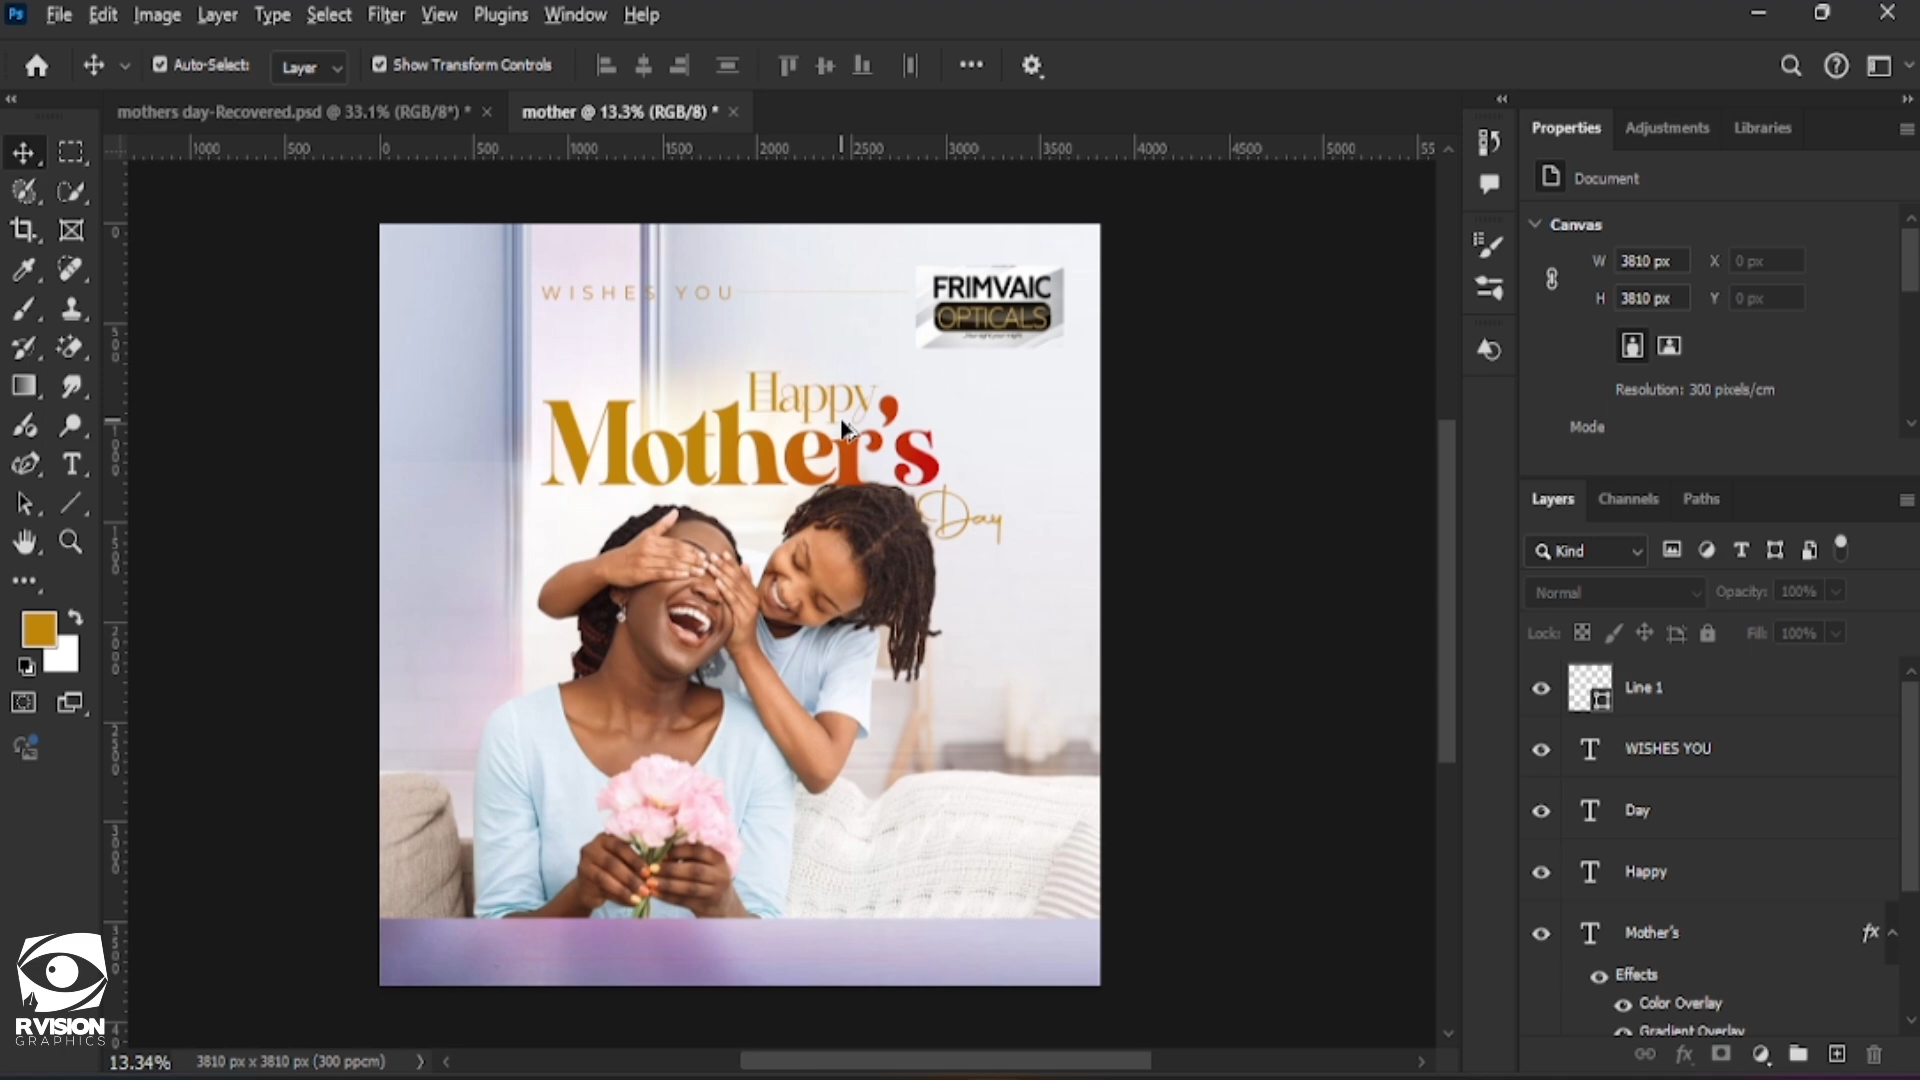 Ps File Edit Image Layer Type Select Filter View Plugins Window Help
Auto-Select: Layer Show Transform Controls
mothers day-Recovered.psd @ 33.1% (RGB/8*) * mother @ 13.3% (RGB/8) *
1000 500 0 500 1000 1500 2000 2500 3000 3500 4000 4500 5000 55
Properties Adjustments Libraries
Document
Canvas
W 3810 px X 0 px
H 3810 px Y 0 px
Resolution: 300 pixels/cm
Mode
WISHES YOU
FRIMVAIC
OPTICALS
Happy
Mother's
Day
Layers Channels Paths
Kind
Normal Opacity: 100%
Lock: Fill: 100%
Line 1
WISHES YOU
Day
Happy
Mother's fx
Effects
Color Overlay
Gradient Overlay
R VISION
GRAPHICS
13.34% 3810 px x 3810 px (300 ppcm)